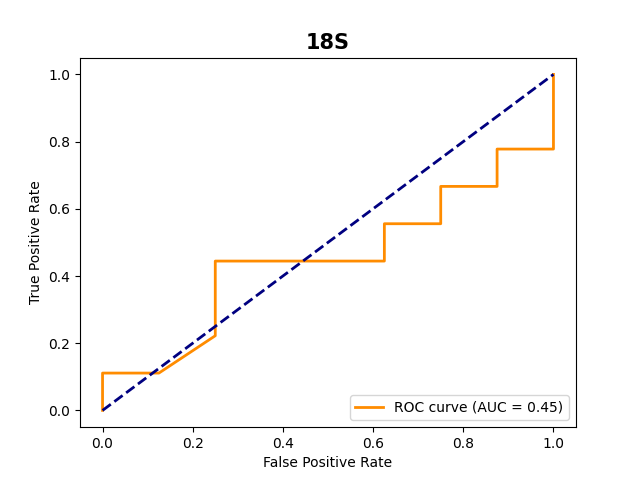 18S
True Positive Rate
1.0
0.8
0.6
0.4
0.2
0.0
ROC curve (AUC = 0.45)
0.0 0.2 0.4 0.6 0.8 1.0
False Positive Rate